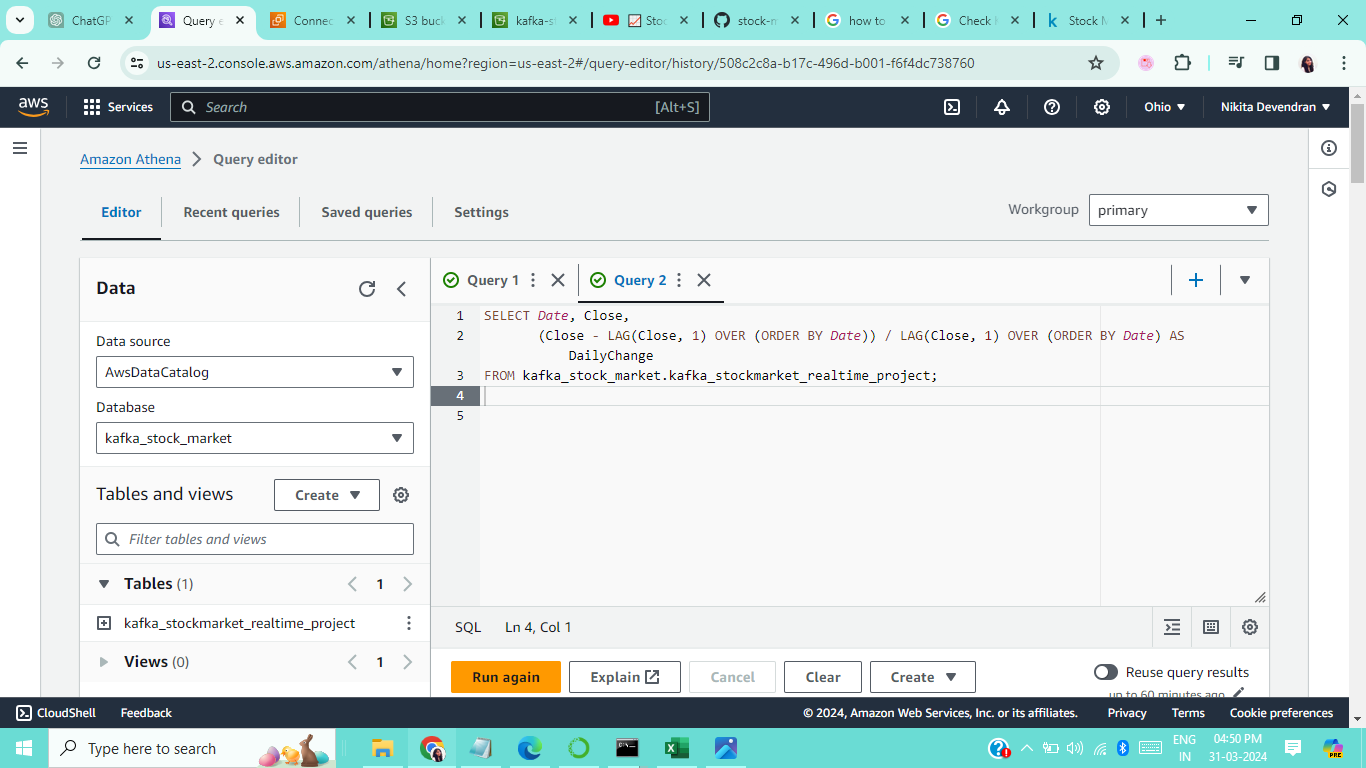 ChatGP
Query e
Connec
S3 buc
kafka-s
Stoc
stock-m
how to
Check
Stock M
us-east-2.console.aws.amazon.com/athena/home?region=us-east-2#/query-editor/history/508c2c8a-b17c-496d-b001-f6f4dc738760
aws
Services
Search
[Alt+S]
Ohio
Nikita Devendran
Amazon Athena
Query editor
Editor
Recent queries
Saved queries
Settings
Workgroup
primary
Data
Data source
AwsDataCatalog
Database
kafka_stock_market
Tables and views
Create
Filter tables and views
Tables (1)
1
kafka_stockmarket_realtime_project
Views (0)
1
Query 1
Query 2
1 SELECT Date, Close,
2 (Close - LAG(Close, 1) OVER (ORDER BY Date)) / LAG(Close, 1) OVER (ORDER BY Date) AS
DailyChange
3 FROM kafka_stock_market.kafka_stockmarket_realtime_project;
4
5
SQL
Ln 4, Col 1
Run again
Explain
Cancel
Clear
Create
Reuse query results
up to 60 minutes ago
CloudShell
Feedback
© 2024, Amazon Web Services, Inc. or its affiliates.
Privacy
Terms
Cookie preferences
Type here to search
ENG
IN
04:50 PM
31-03-2024
PRE